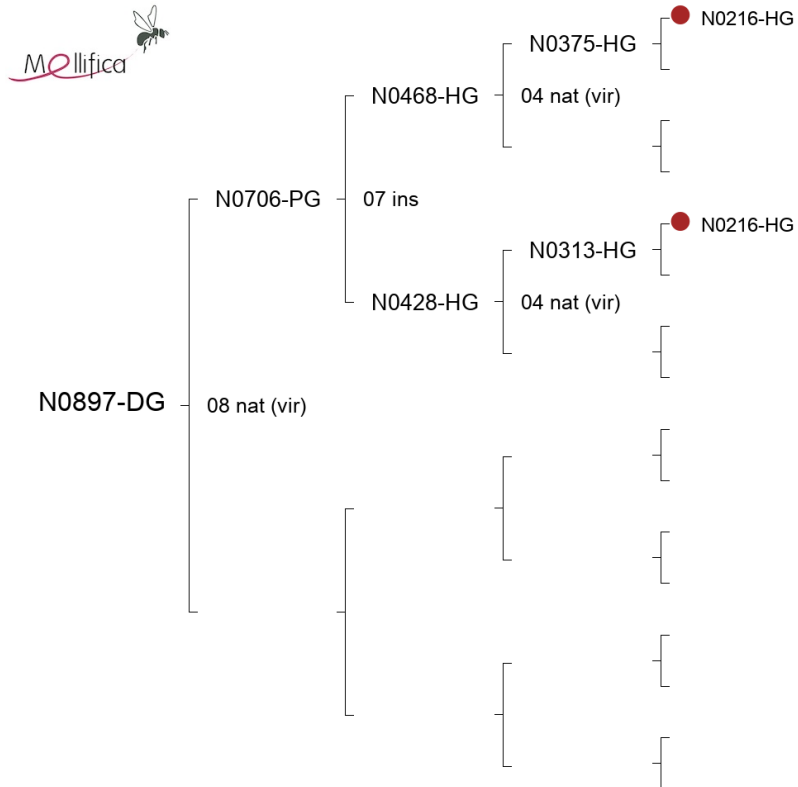 Mellifica
N0216-HG
N0375-HG
N0468-HG
04 nat (vir)
N0706-PG
07 ins
N0216-HG
N0313-HG
N0428-HG
04 nat (vir)
N0897-DG
08 nat (vir)